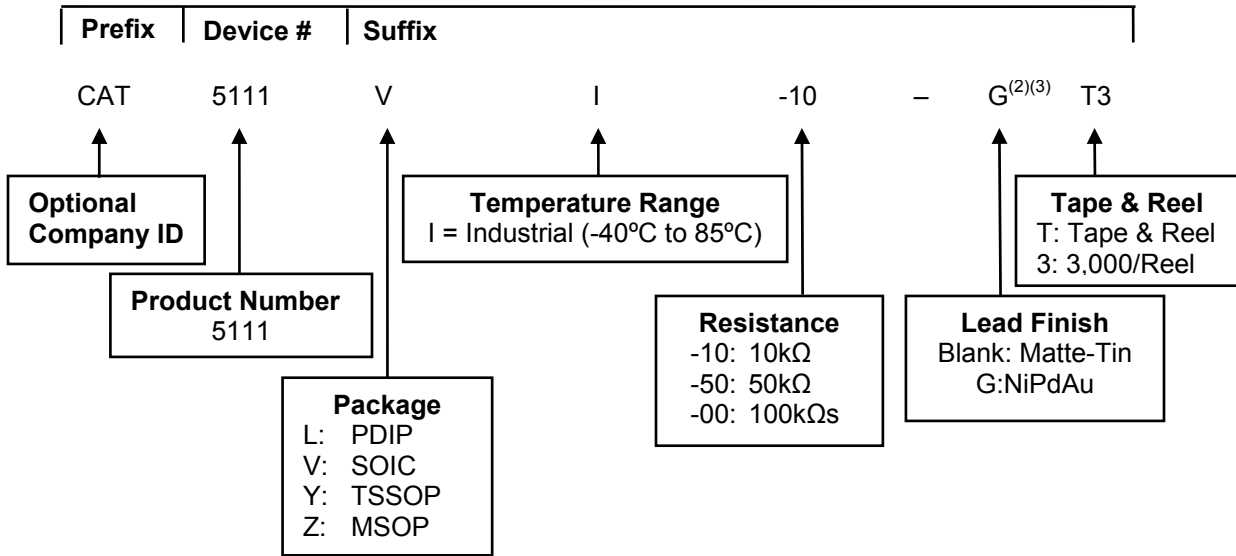 Prefix Device # Suffix
CAT 5111 V I -10 – G(2)(3) T3
Optional
Company ID
Product Number
5111
Package
L: PDIP
V: SOIC
Y: TSSOP
Z: MSOP
Temperature Range
I = Industrial (-40ºC to 85ºC)
Resistance
-10: 10kΩ
-50: 50kΩ
-00: 100kΩs
Lead Finish
Blank: Matte-Tin
G:NiPdAu
Tape & Reel
T: Tape & Reel
3: 3,000/Reel